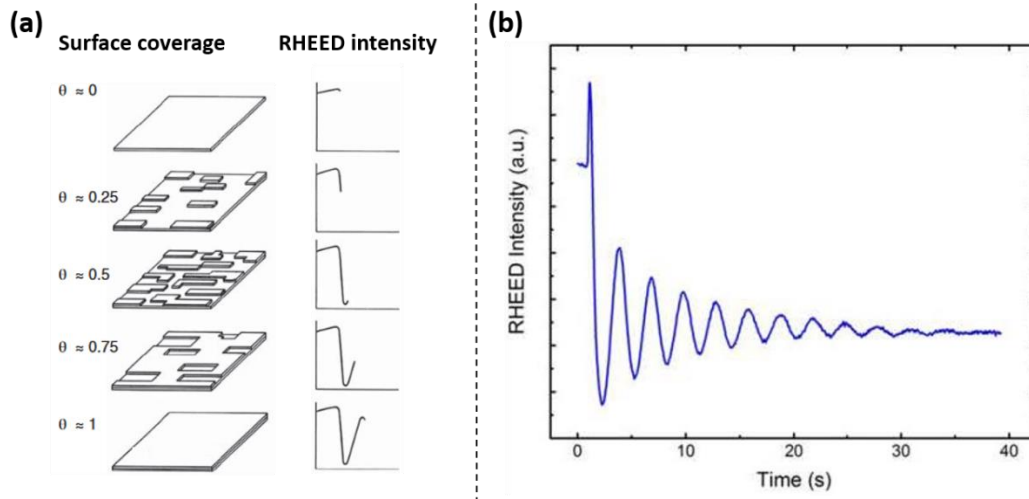 (a)
Surface coverage
RHEED intensity
θ ≈ 0
θ ≈ 0.25
θ ≈ 0.5
θ ≈ 0.75
θ ≈ 1
(b)
RHEED Intensity (a.u.)
0 10 20 30 40
Time (s)